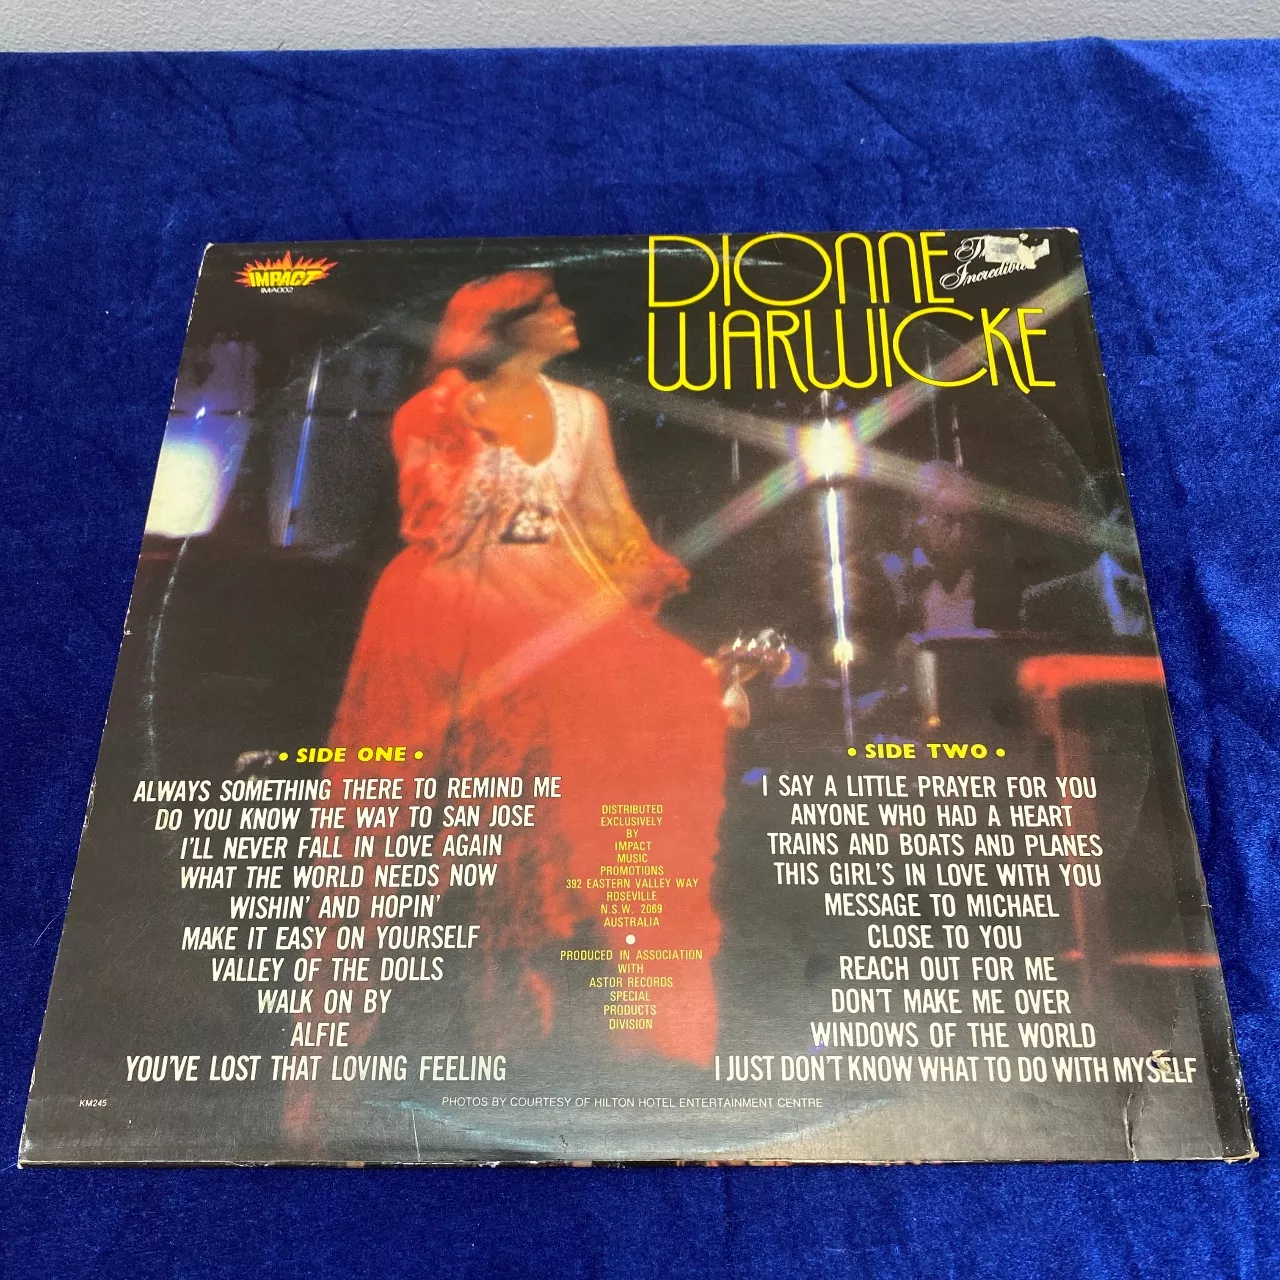 IMPACT
IMA002
The
Incredible
DIONNE
WARWICKE
• SIDE ONE •
ALWAYS SOMETHING THERE TO REMIND ME
DO YOU KNOW THE WAY TO SAN JOSE
I'LL NEVER FALL IN LOVE AGAIN
WHAT THE WORLD NEEDS NOW
WISHIN' AND HOPIN'
MAKE IT EASY ON YOURSELF
VALLEY OF THE DOLLS
WALK ON BY
ALFIE
YOU'VE LOST THAT LOVING FEELING
DISTRIBUTED
EXCLUSIVELY
BY
IMPACT
MUSIC
PROMOTIONS
392 EASTERN VALLEY WAY
ROSEVILLE
N.S.W. 2069
AUSTRALIA
PRODUCED IN ASSOCIATION
WITH
ASTOR RECORDS
SPECIAL
PRODUCTS
DIVISION
• SIDE TWO •
I SAY A LITTLE PRAYER FOR YOU
ANYONE WHO HAD A HEART
TRAINS AND BOATS AND PLANES
THIS GIRL'S IN LOVE WITH YOU
MESSAGE TO MICHAEL
CLOSE TO YOU
REACH OUT FOR ME
DON'T MAKE ME OVER
WINDOWS OF THE WORLD
I JUST DON'T KNOW WHAT TO DO WITH MYSELF
KM245
PHOTOS BY COURTESY OF HILTON HOTEL ENTERTAINMENT CENTRE